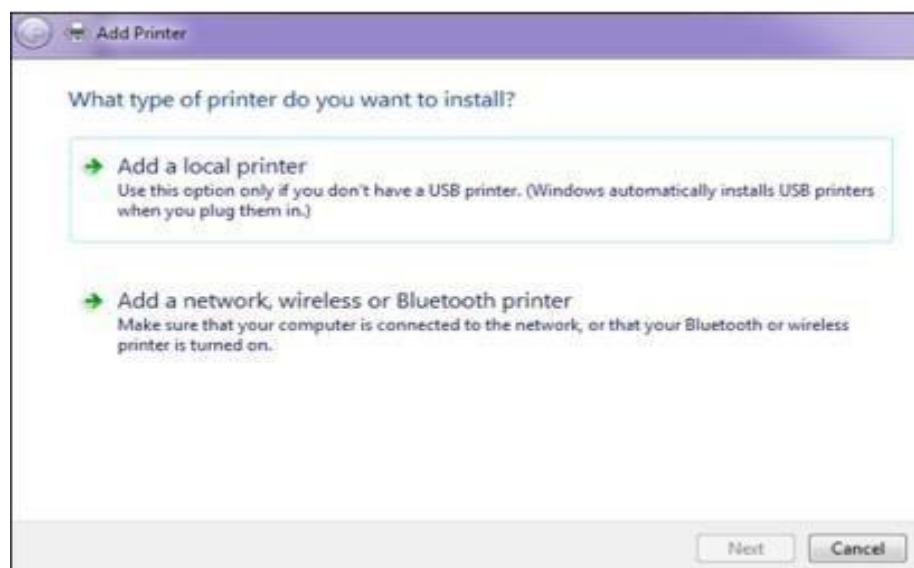 Add Printer
What type of printer do you want to install?
Add a local printer
Use this option only if you don't have a USB printer. (Windows automatically installs USB printers
when you plug them in.)
Add a network, wireless or Bluetooth printer
Make sure that your computer is connected to the network, or that your Bluetooth or wireless
printer is turned on.
Next
Cancel